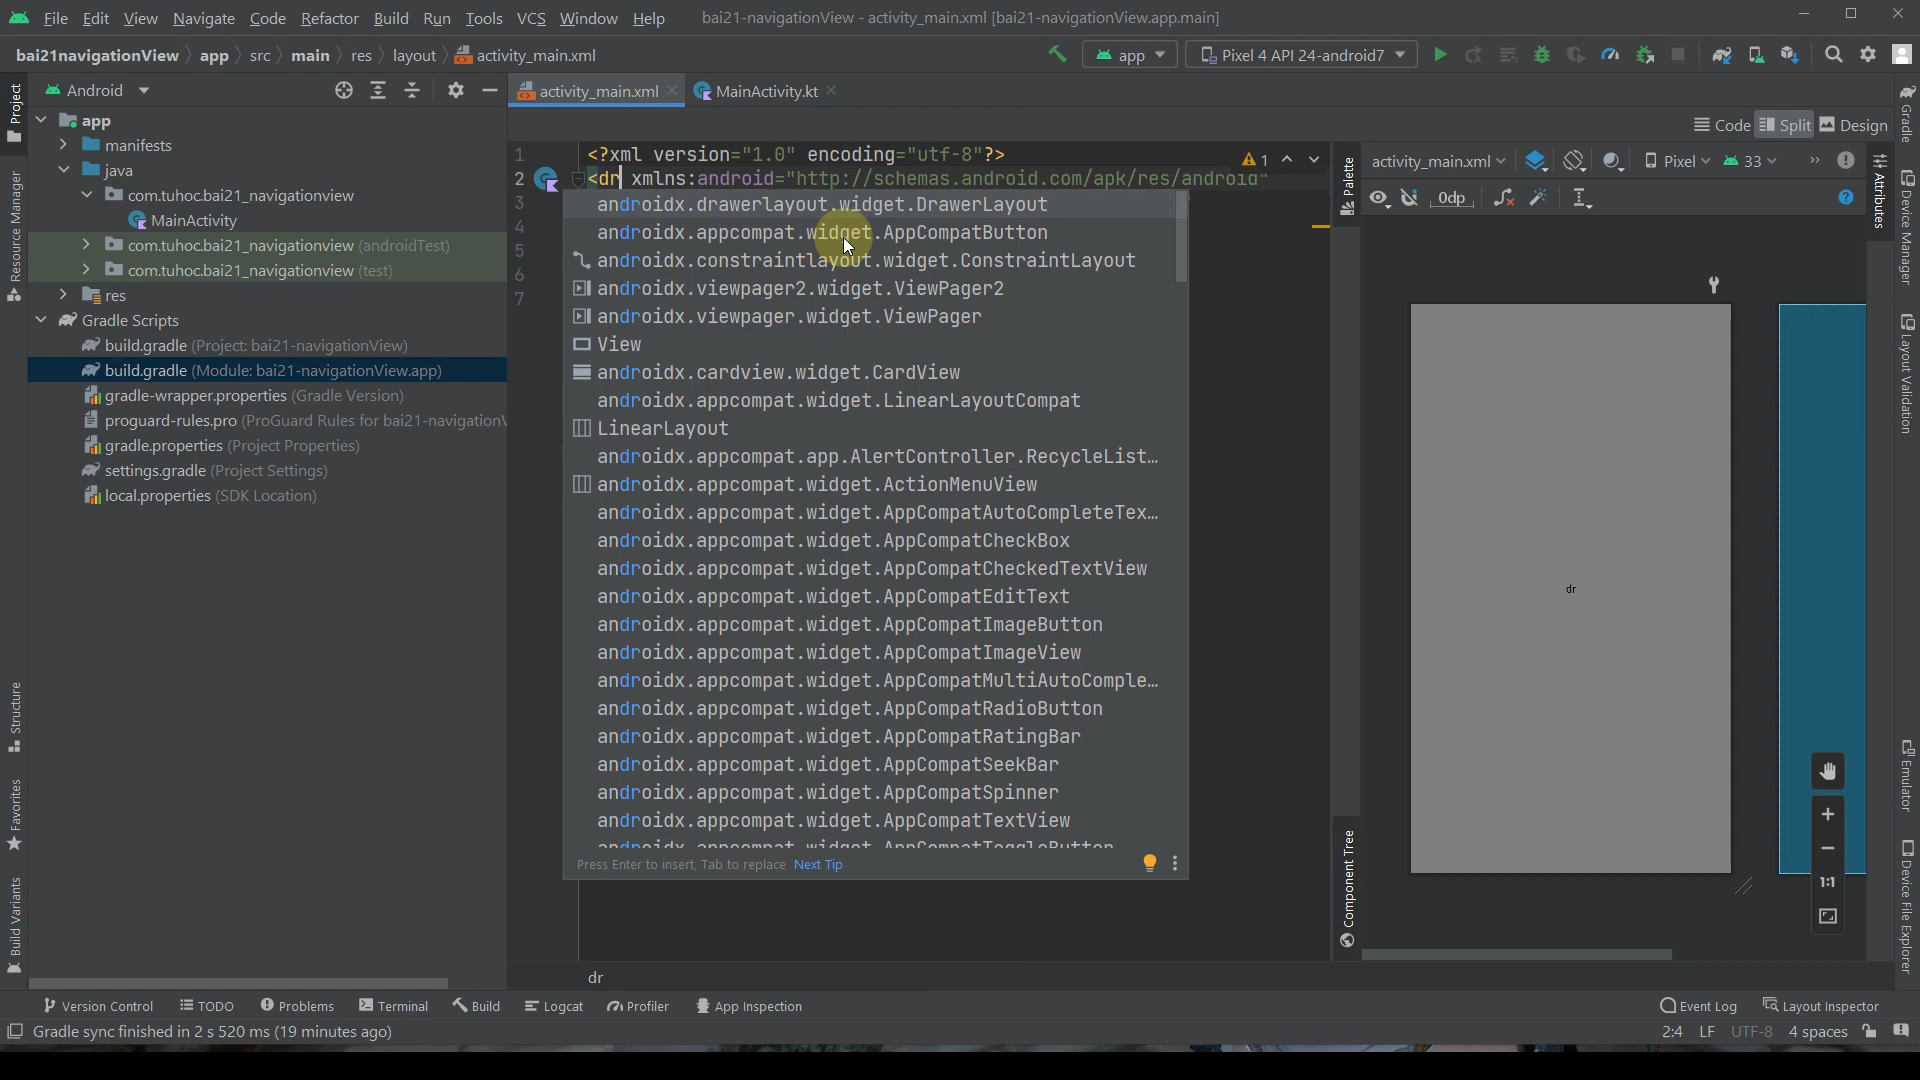 File Edit View Navigate Code Refactor Build Run Tools VCS Window Help bai21-navigationView - activity_main.xml [bai21-navigationView.app.main]
bai21navigationView app src main res layout activity_main.xml app Pixel 4 API 24-android7
Project
Android
activity_main.xml MainActivity.kt
Gradle
Code Split Design
app
manifests
java
com.tuhoc.bai21_navigationview
MainActivity
com.tuhoc.bai21_navigationview (androidTest)
com.tuhoc.bai21_navigationview (test)
res
Gradle Scripts
build.gradle (Project: bai21-navigationView)
build.gradle (Module: bai21-navigationView.app)
gradle-wrapper.properties (Gradle Version)
proguard-rules.pro (ProGuard Rules for bai21-navigation
gradle.properties (Project Properties)
settings.gradle (Project Settings)
local.properties (SDK Location)
Resource Manager
Structure
Favorites
Build Variants
1 <?xml version="1.0" encoding="utf-8"?>
1
2 <dr xmlns:android="http://schemas.android.com/apk/res/android"
3
4
5
6
7
androidx.drawerlayout.widget.DrawerLayout
androidx.appcompat.widget.AppCompatButton
androidx.constraintlayout.widget.ConstraintLayout
androidx.viewpager2.widget.ViewPager2
androidx.viewpager.widget.ViewPager
View
androidx.cardview.widget.CardView
androidx.appcompat.widget.LinearLayoutCompat
LinearLayout
androidx.appcompat.app.AlertController.RecycleList…
androidx.appcompat.widget.ActionMenuView
androidx.appcompat.widget.AppCompatAutoCompleteTex…
androidx.appcompat.widget.AppCompatCheckBox
androidx.appcompat.widget.AppCompatCheckedTextView
androidx.appcompat.widget.AppCompatEditText
androidx.appcompat.widget.AppCompatImageButton
androidx.appcompat.widget.AppCompatImageView
androidx.appcompat.widget.AppCompatMultiAutoComple…
androidx.appcompat.widget.AppCompatRadioButton
androidx.appcompat.widget.AppCompatRatingBar
androidx.appcompat.widget.AppCompatSeekBar
androidx.appcompat.widget.AppCompatSpinner
androidx.appcompat.widget.AppCompatTextView
androidx.appcompat.widget.AppCompatToggleButton
Press Enter to insert, Tab to replace Next Tip
dr
Palette
Component Tree
activity_main.xml Pixel 33 »
0dp
dr
1:1
Attributes
Device Manager
Layout Validation
Emulator
Device File Explorer
Version Control TODO Problems Terminal Build Logcat Profiler App Inspection Event Log Layout Inspector
Gradle sync finished in 2 s 520 ms (19 minutes ago) 2:4 LF UTF-8 4 spaces